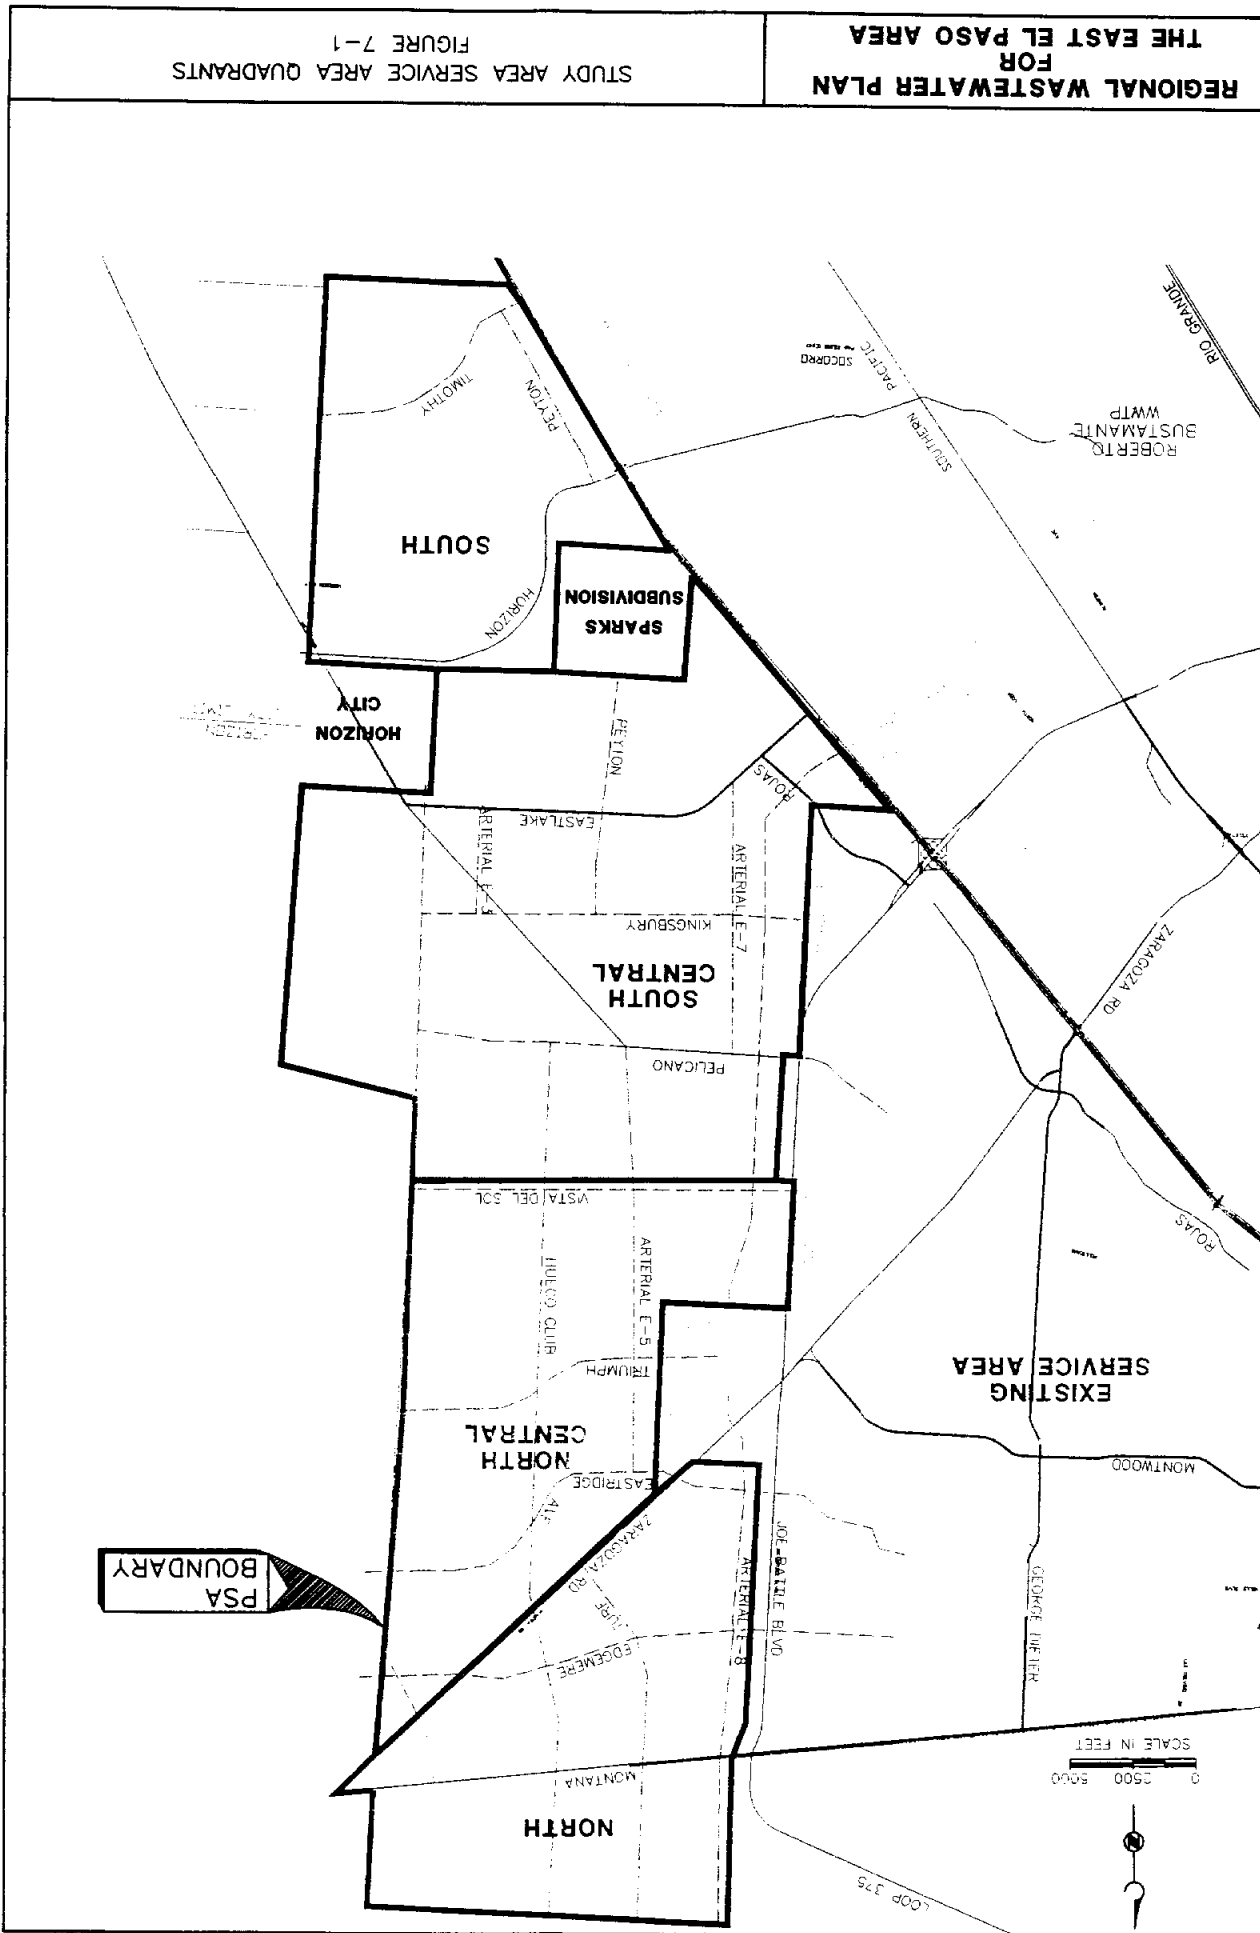 LOOP 375
N
0 2500 5000
SCALE IN FEET
NORTH
MONTANA
EDGEMERE
ZARAGOZA RD
ARTERIAL E-8
JOE BATTLE BLVD
GEORGE DIETER
PSA
BOUNDARY
MONTWOOD
EASTRIDGE
NORTH
CENTRAL
EXISTING
SERVICE AREA
TRIUMPH
ARTERIAL E-5
HUECO CLUB
VISTA DEL SOL
ROJAS
PELICANO
ZARAGOZA RD
SOUTH
CENTRAL
KINGSBURY
ARTERIAL E-7
ARTERIAL E-3
EASTLAKE
ROJAS
PEYTON
HORIZON
CITY
HORIZON
SPARKS
SUBDIVISION
HORIZON
SOUTH
PEYTON
TIMOTHY
ROBERTO
BUSTAMANTE
WWTP
SOUTHERN
PACIFIC
SOCORRO
RIO GRANDE
REGIONAL WASTEWATER PLAN
FOR
THE EAST EL PASO AREA
STUDY AREA SERVICE AREA QUADRANTS
FIGURE 7-1